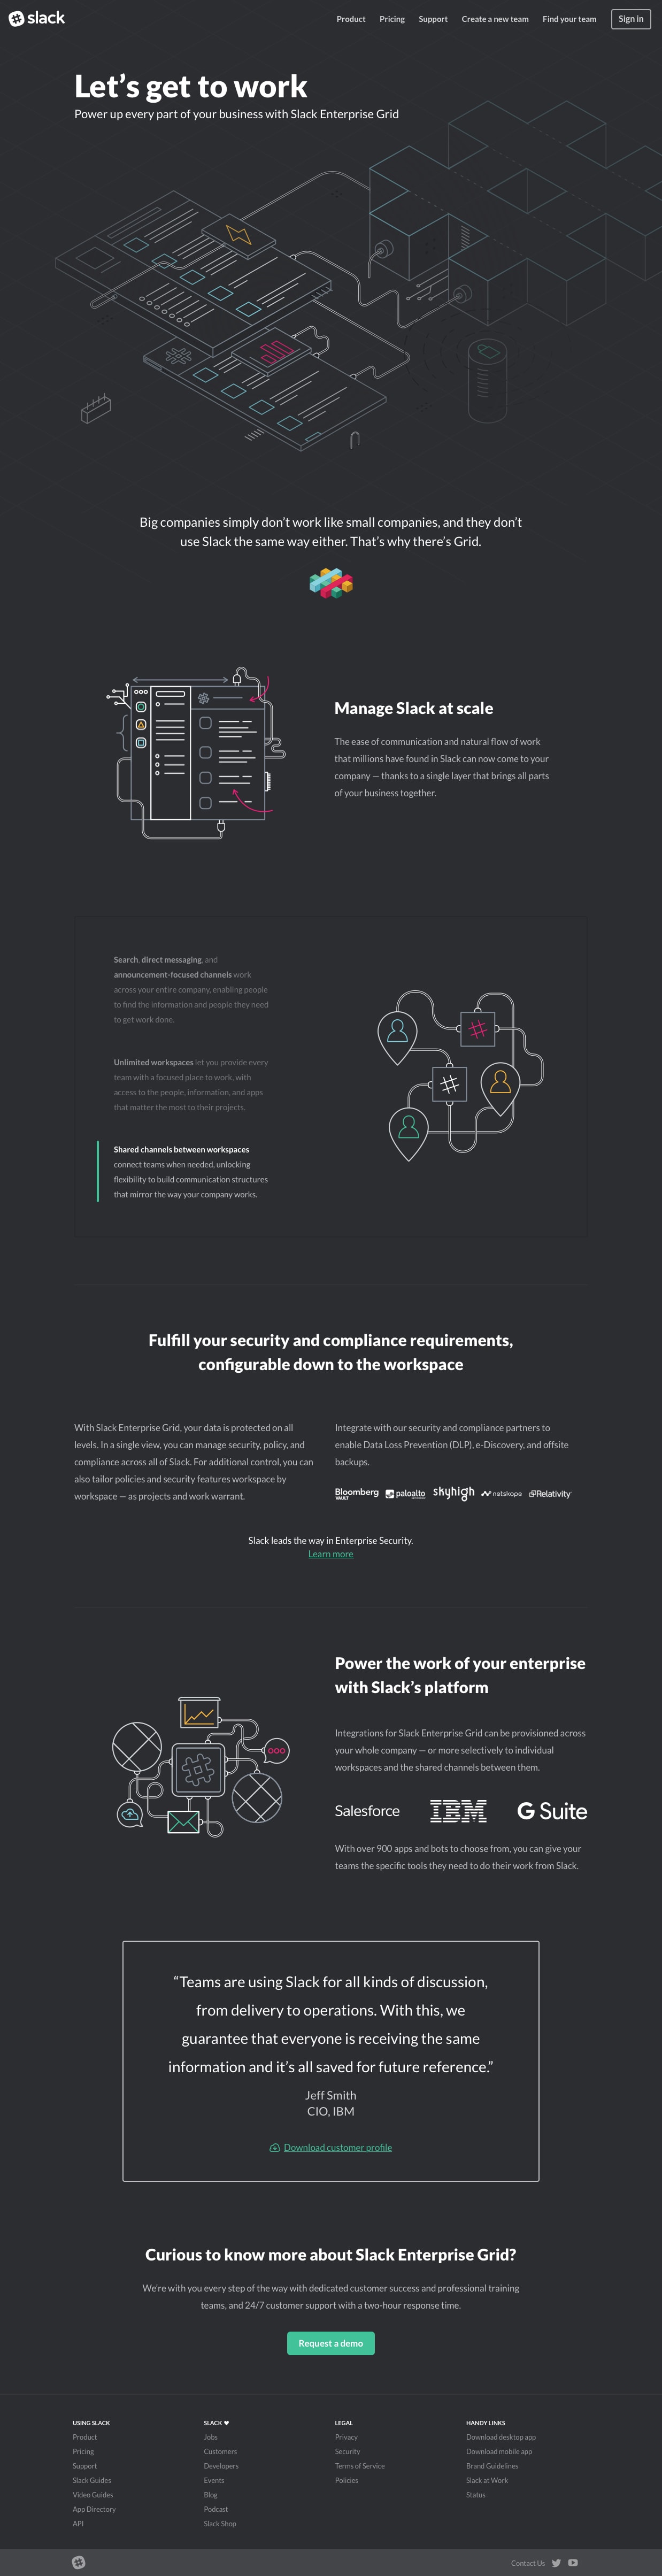 slack
Product Pricing Support Create a new team Find your team Sign in
Let’s get to work
Power up every part of your business with Slack Enterprise Grid
Big companies simply don’t work like small companies, and they don’t
use Slack the same way either. That’s why there’s Grid.
Manage Slack at scale
The ease of communication and natural flow of work
that millions have found in Slack can now come to your
company — thanks to a single layer that brings all parts
of your business together.
Search, direct messaging, and
announcement-focused channels work
across your entire company, enabling people
to find the information and people they need
to get work done.
Unlimited workspaces let you provide every
team with a focused place to work, with
access to the people, information, and apps
that matter the most to their projects.
Shared channels between workspaces
connect teams when needed, unlocking
flexibility to build communication structures
that mirror the way your company works.
Fulfill your security and compliance requirements,
configurable down to the workspace
With Slack Enterprise Grid, your data is protected on all
levels. In a single view, you can manage security, policy, and
compliance across all of Slack. For additional control, you can
also tailor policies and security features workspace by
workspace — as projects and work warrant.
Integrate with our security and compliance partners to
enable Data Loss Prevention (DLP), e-Discovery, and offsite
backups.
Bloomberg
VAULT
paloalto
skyhigh
netskope
Relativity
Slack leads the way in Enterprise Security.
Learn more
Power the work of your enterprise
with Slack’s platform
Integrations for Slack Enterprise Grid can be provisioned across
your whole company — or more selectively to individual
workspaces and the shared channels between them.
Salesforce IBM G Suite
With over 900 apps and bots to choose from, you can give your
teams the specific tools they need to do their work from Slack.
“Teams are using Slack for all kinds of discussion,
from delivery to operations. With this, we
guarantee that everyone is receiving the same
information and it’s all saved for future reference.”
Jeff Smith
CIO, IBM
Download customer profile
Curious to know more about Slack Enterprise Grid?
We’re with you every step of the way with dedicated customer success and professional training
teams, and 24/7 customer support with a two-hour response time.
Request a demo
USING SLACK
Product
Pricing
Support
Slack Guides
Video Guides
App Directory
API
SLACK ♥
Jobs
Customers
Developers
Events
Blog
Podcast
Slack Shop
LEGAL
Privacy
Security
Terms of Service
Policies
HANDY LINKS
Download desktop app
Download mobile app
Brand Guidelines
Slack at Work
Status
Contact Us